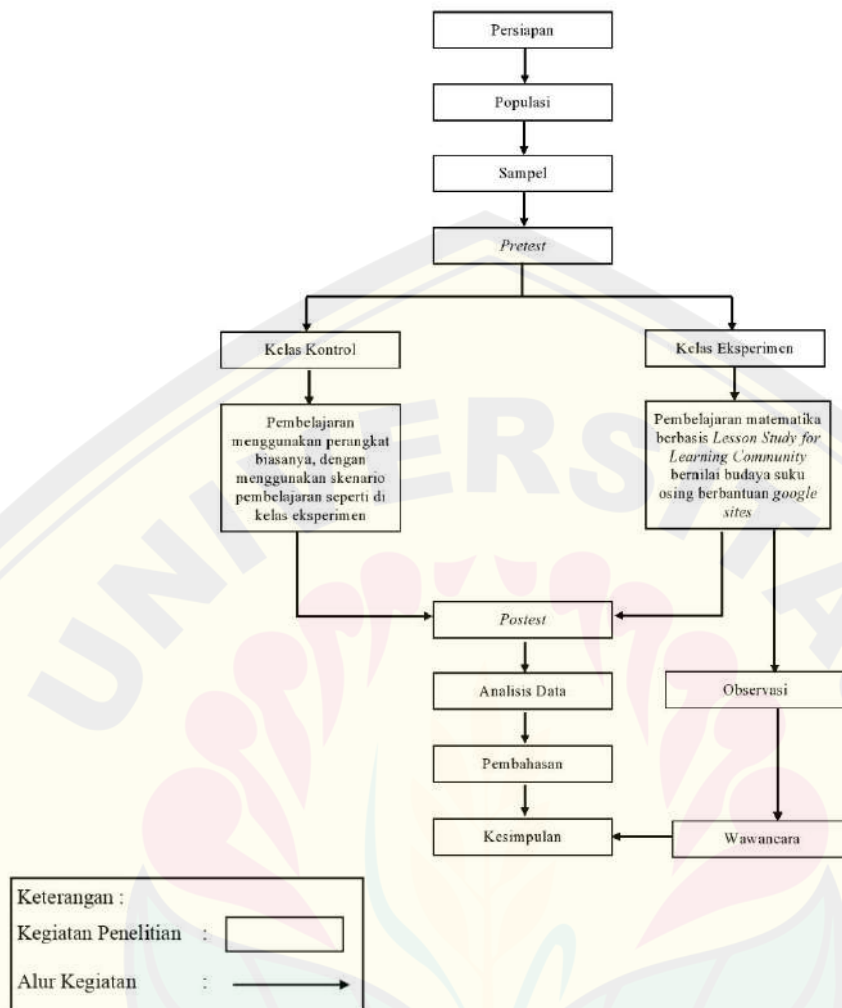 Persiapan
Populasi
Sampel
Pretest
Kelas Kontrol
Kelas Eksperimen
Pembelajaran
menggunakan perangkat
biasanya, dengan
menggunakan skenario
pembelajaran seperti di
kelas eksperimen
Pembelajaran matematika
berbasis Lesson Study for
Learning Community
bernilai budaya suku
osing berbantuan google
sites
Postest
Analisis Data
Observasi
Pembahasan
Kesimpulan
Wawancara
Keterangan :
Kegiatan Penelitian :
Alur Kegiatan :
UNIVERSITA